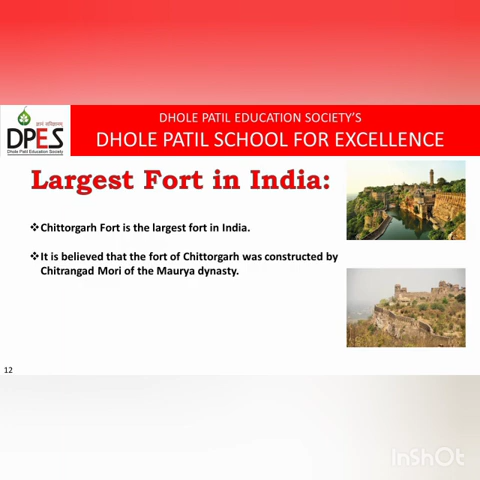 DHOLE PATIL EDUCATION SOCIETY'S
DHOLE PATIL SCHOOL FOR EXCELLENCE
DPES
Dhole Patil Education Society
Largest Fort in India:
❖Chittorgarh Fort is the largest fort in India.
❖It is believed that the fort of Chittorgarh was constructed by
Chitrangad Mori of the Maurya dynasty.
12
InShOt